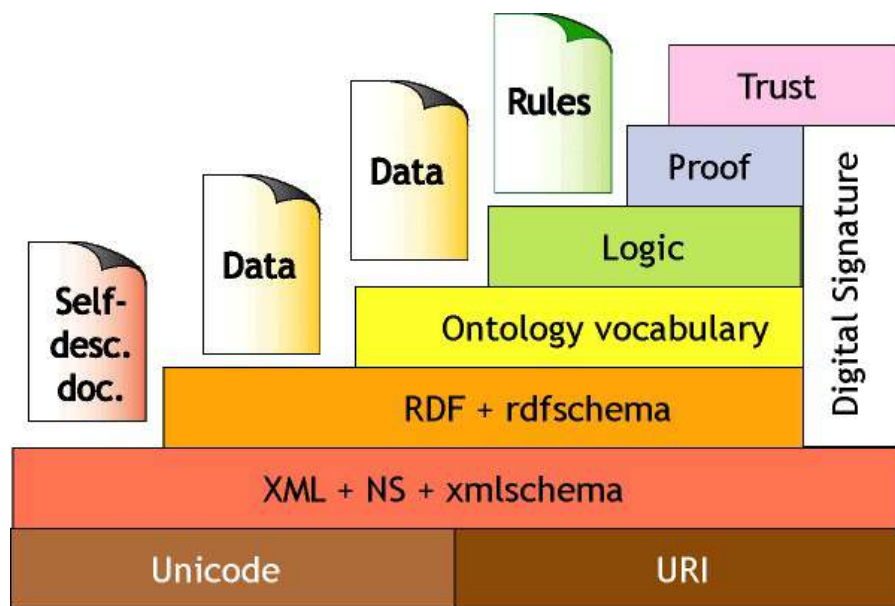 Rules
Trust
Data
Proof
Data
Logic
Self-
desc.
doc.
Ontology vocabulary
Digital Signature
RDF + rdfschema
XML + NS + xmlschema
Unicode
URI